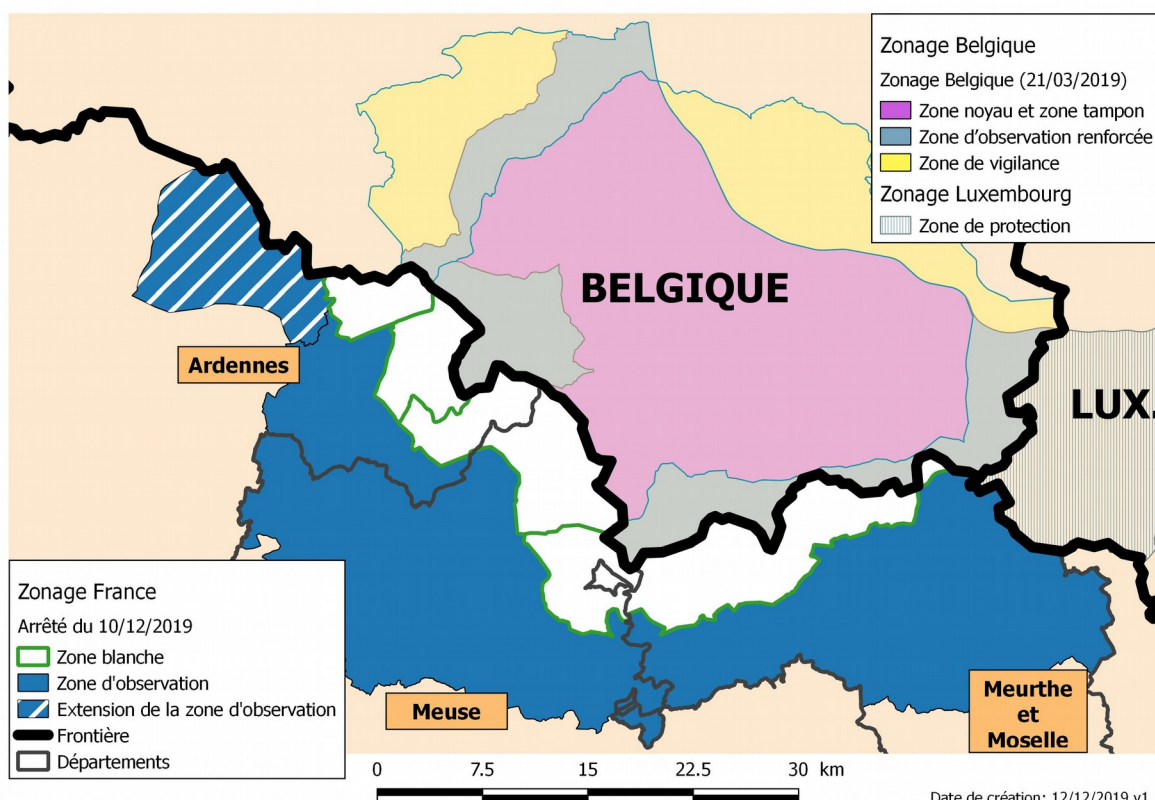 Zonage Belgique
Zonage Belgique (21/03/2019)
Zone noyau et zone tampon
Zone d'observation renforcée
Zone de vigilance
Zonage Luxembourg
Zone de protection
BELGIQUE
LUX.
Ardennes
Meuse
Meurthe
et
Moselle
Zonage France
Arrêté du 10/12/2019
Zone blanche
Zone d'observation
Extension de la zone d'observation
Frontière
Départements
0 7.5 15 22.5 30 km
Date de création: 12/12/2019 v1